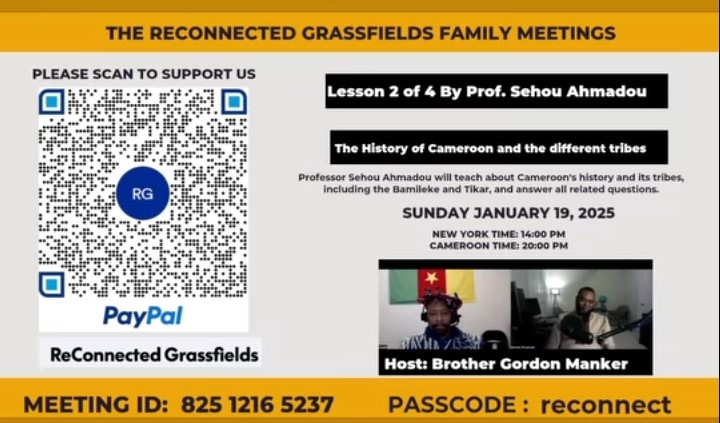 THE RECONNECTED GRASSFIELDS FAMILY MEETINGS
PLEASE SCAN TO SUPPORT US
RG
PayPal
ReConnected Grassfields
Lesson 2 of 4 By Prof. Sehou Ahmadou
The History of Cameroon and the different tribes
Professor Sehou Ahmadou will teach about Cameroon's history and its tribes,
including the Bamileke and Tikar, and answer all related questions.
SUNDAY JANUARY 19, 2025
NEW YORK TIME: 14:00 PM
CAMEROON TIME: 20:00 PM
Host: Brother Gordon Manker
MEETING ID: 825 1216 5237
PASSCODE : reconnect